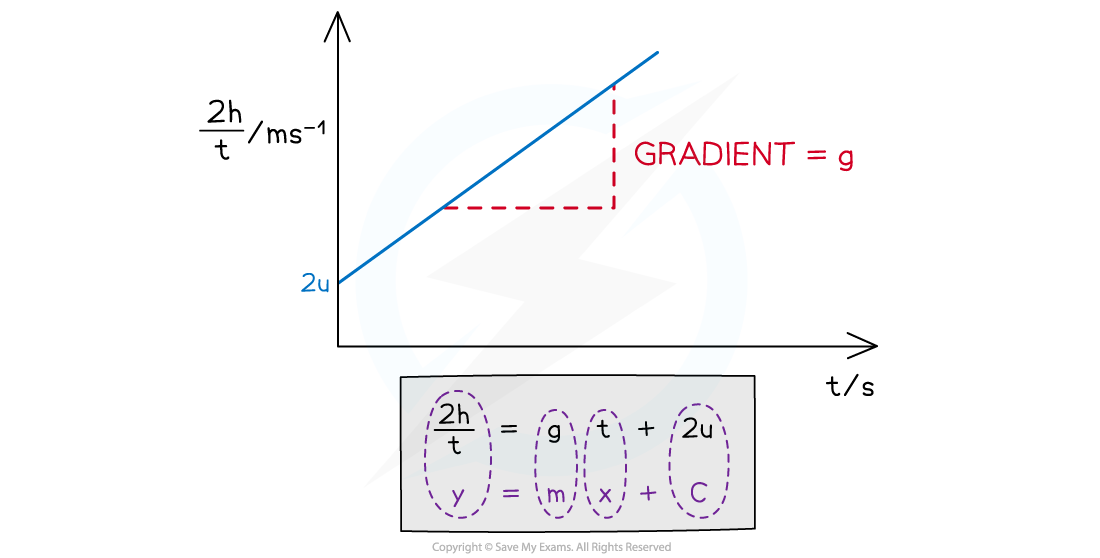 2h
t
/ms⁻¹
GRADIENT = g
2u
t/s
2h
t
= g t + 2u
y = m x + C
Copyright © Save My Exams. All Rights Reserved